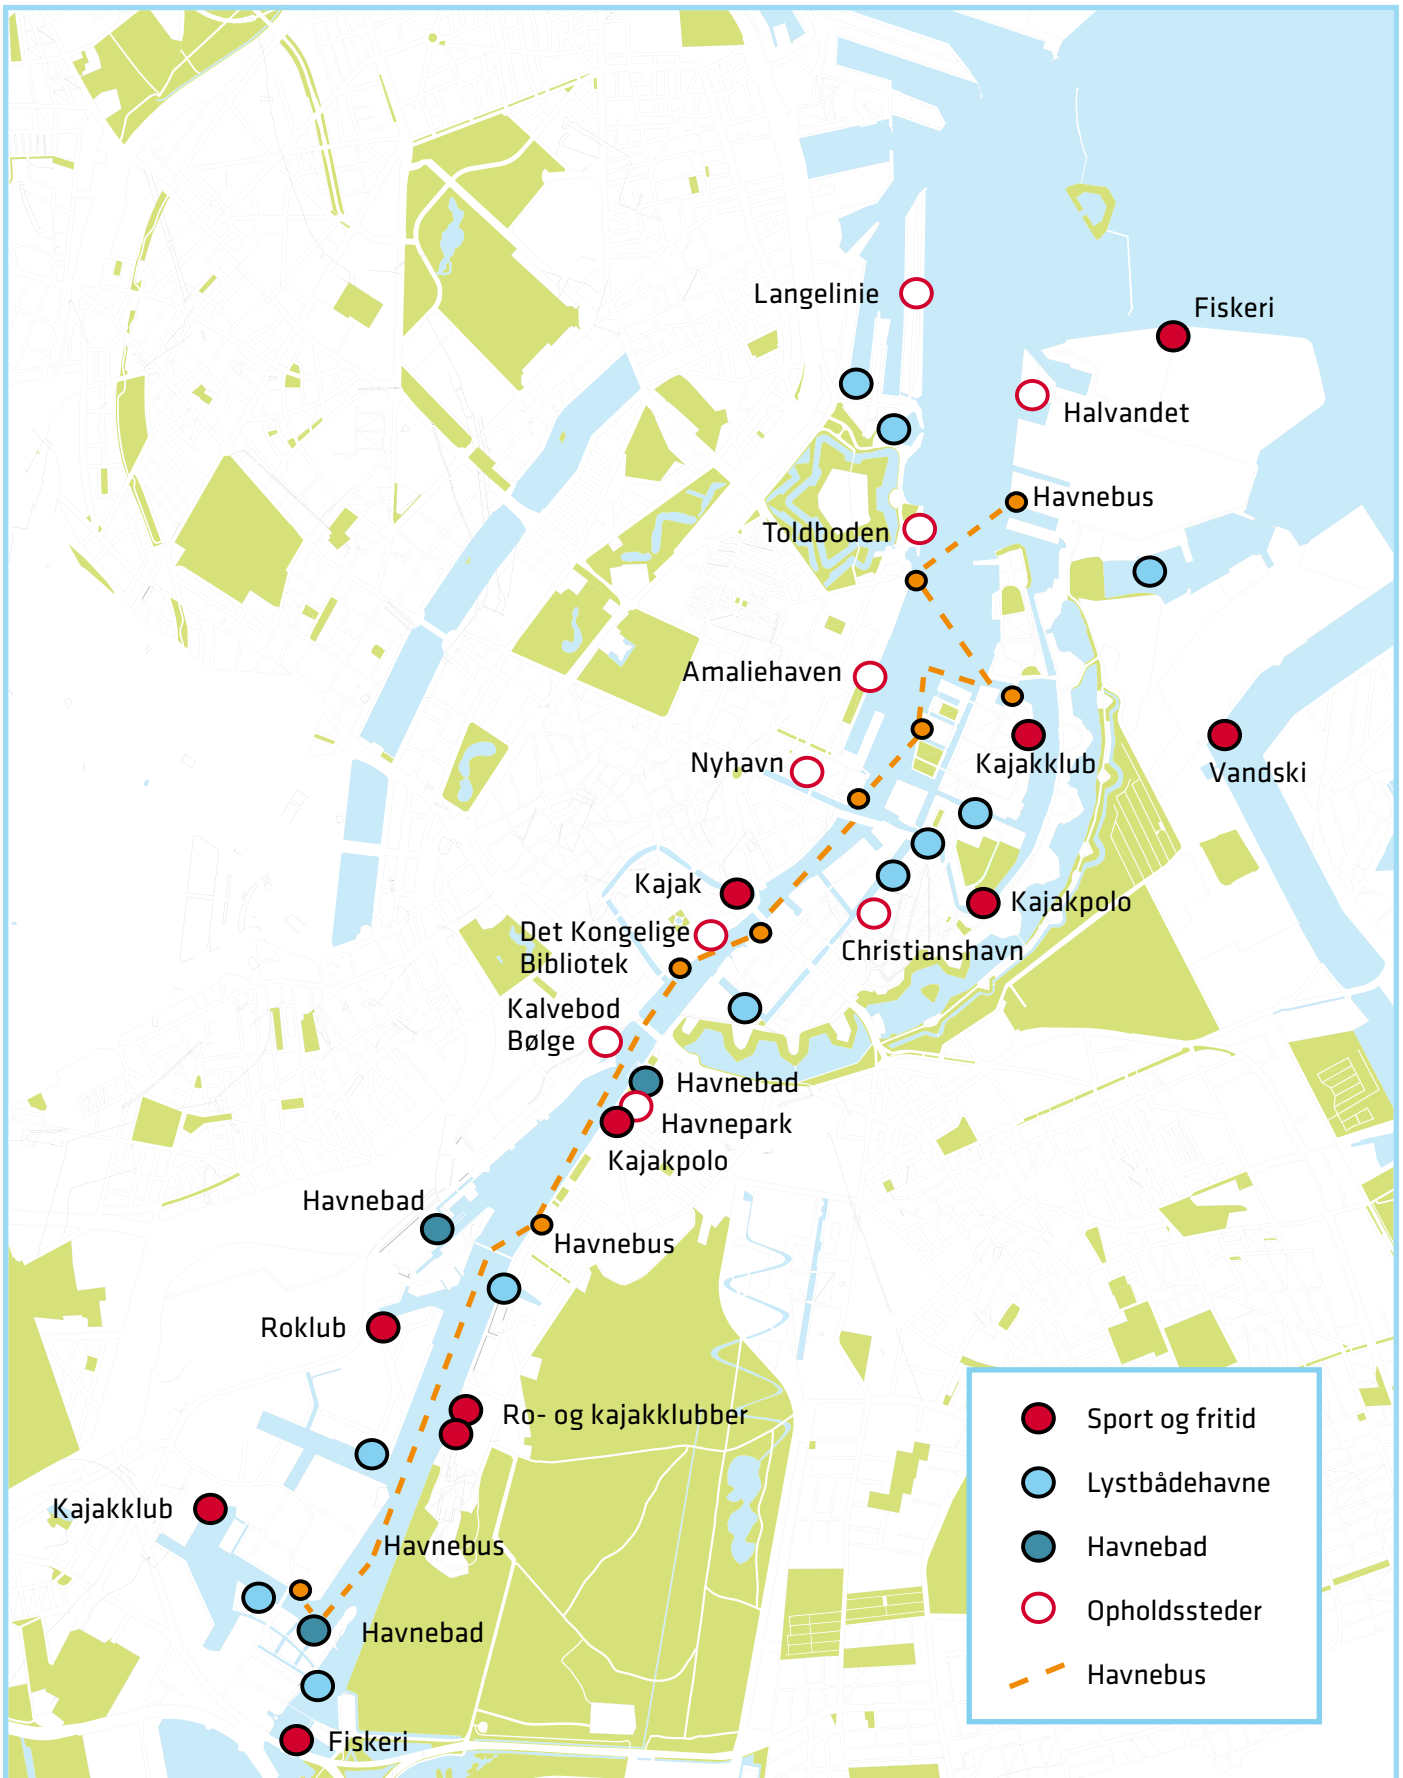 Langelinie
Fiskeri
Halvandet
Havnebus
Toldboden
Amaliehaven
Nyhavn
Kajakklub
Vandski
Kajak
Kajakpolo
Det Kongelige
Bibliotek
Christianshavn
Kalvebod
Bølge
Havnebad
Havnepark
Kajakpolo
Havnebad
Havnebus
Roklub
Ro- og kajakklubber
Kajakklub
Havnebus
Havnebad
Fiskeri
Sport og fritid
Lystbådehavne
Havnebad
Opholdssteder
Havnebus